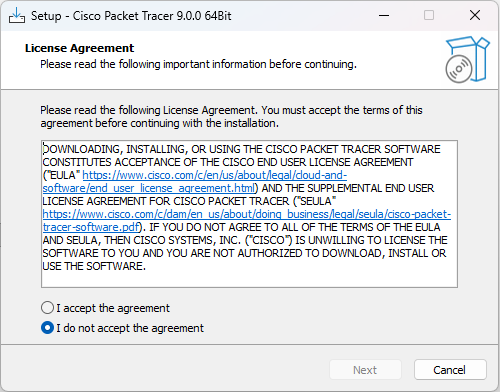 Setup - Cisco Packet Tracer 9.0.0 64Bit
License Agreement
Please read the following important information before continuing.
Please read the following License Agreement. You must accept the terms of this
agreement before continuing with the installation.
DOWNLOADING, INSTALLING, OR USING THE CISCO PACKET TRACER SOFTWARE
CONSTITUTES ACCEPTANCE OF THE CISCO END USER LICENSE AGREEMENT
("EULA" https://www.cisco.com/c/en/us/about/legal/cloud-and-
software/end_user_license_agreement.html) AND THE SUPPLEMENTAL END USER
LICENSE AGREEMENT FOR CISCO PACKET TRACER ("SEULA"
https://www.cisco.com/c/dam/en_us/about/doing_business/legal/seula/cisco-packet-
tracer-software.pdf). IF YOU DO NOT AGREE TO ALL OF THE TERMS OF THE EULA
AND SEULA, THEN CISCO SYSTEMS, INC. ("CISCO") IS UNWILLING TO LICENSE THE
SOFTWARE TO YOU AND YOU ARE NOT AUTHORIZED TO DOWNLOAD, INSTALL OR
USE THE SOFTWARE.
I accept the agreement
I do not accept the agreement
Next
Cancel